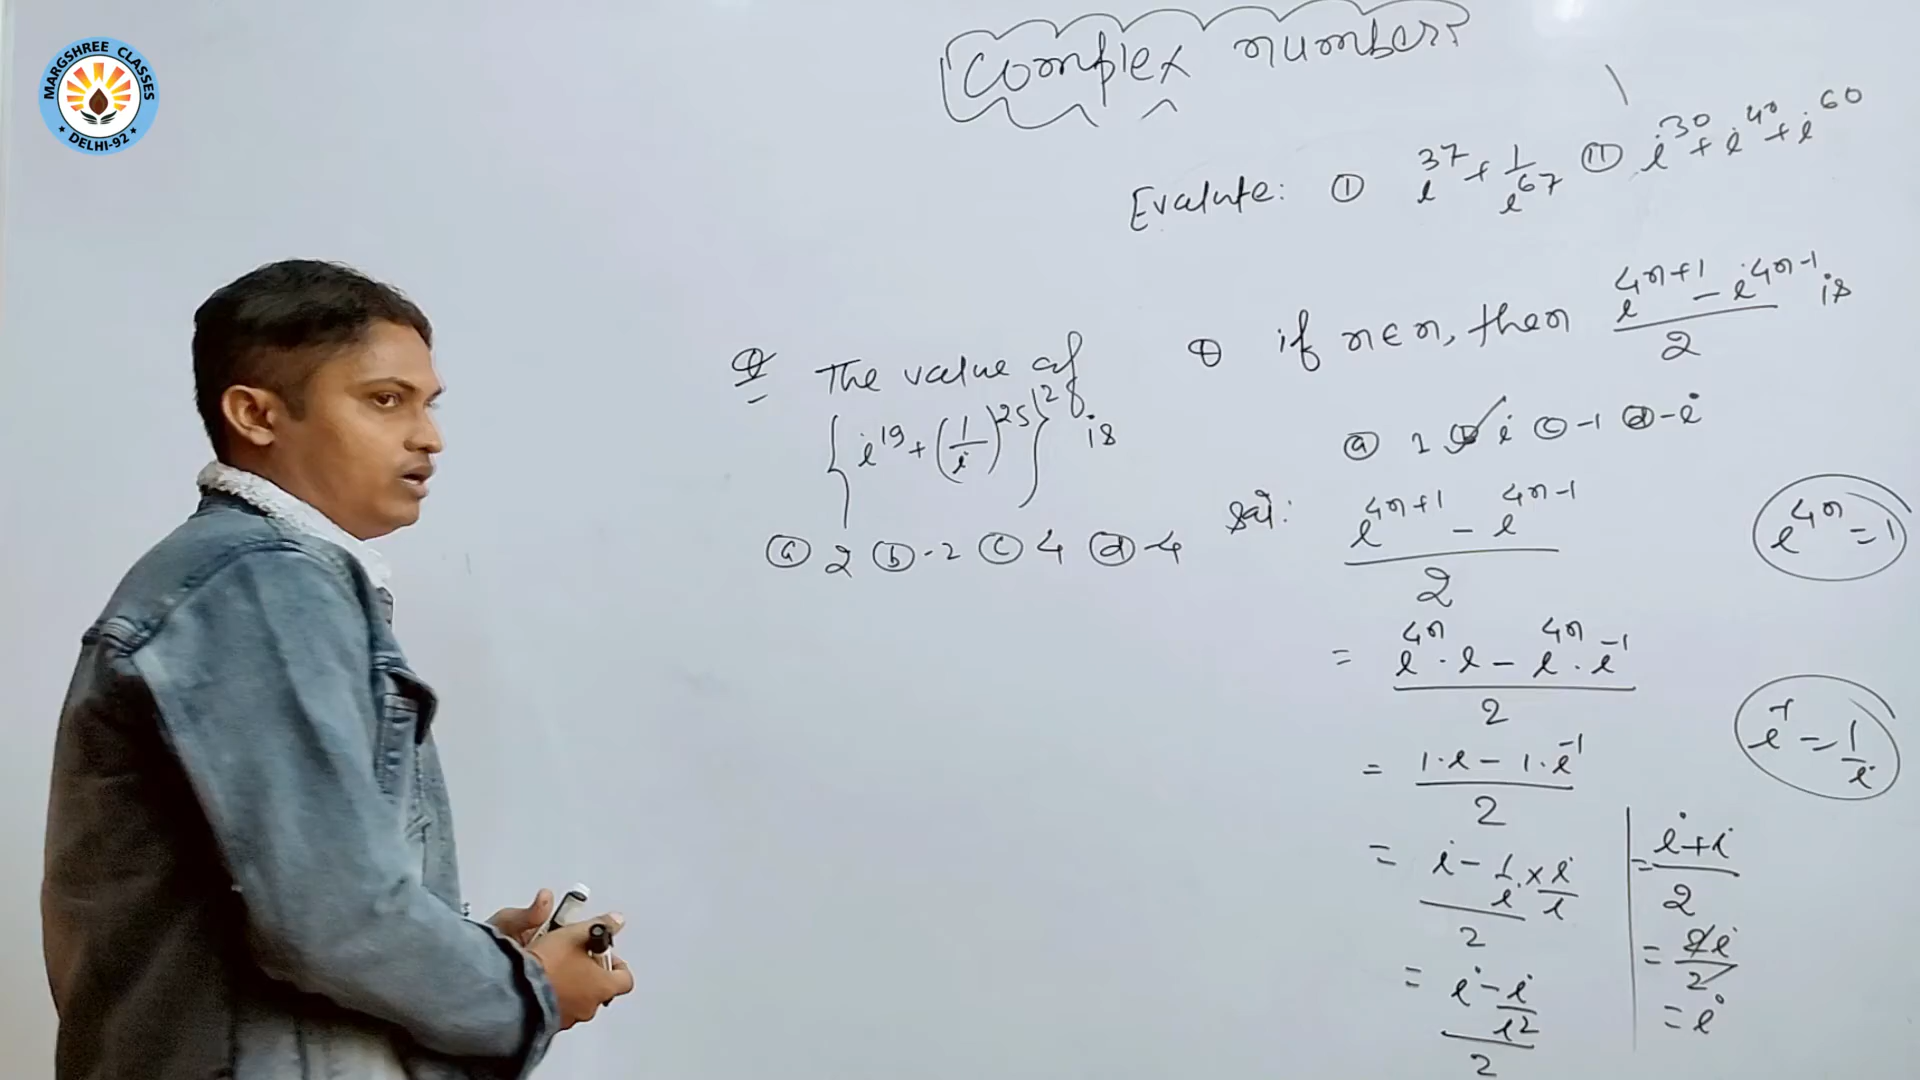 MARGSHREE CLASSES
DELHI-92
Complex numbers
Evalute: ① i^37 + 1/i^67 ⑪ i^30 + i^40 + i^60
Q The value of
{i^19 + (1/i)^25}^2 is
ⓐ 2 ⓑ -2 ⓒ 4 ⓓ -4
Q if n∈n, then (i^(4n+1) - i^(4n-1))/2 is
ⓐ 1 ⓑ✓ i ⓒ -1 ⓓ -i
Sol: (i^(4n+1) - i^(4n-1))/2
i^4n = 1
= (i^4n · i - i^4n · i^-1)/2
= (1·i - 1·i^-1)/2
i^-1 = 1/i
= (i - 1/i × i/i)/2
= (i - i/i^2)/2
= (i+i)/2
= 2i/2
= i